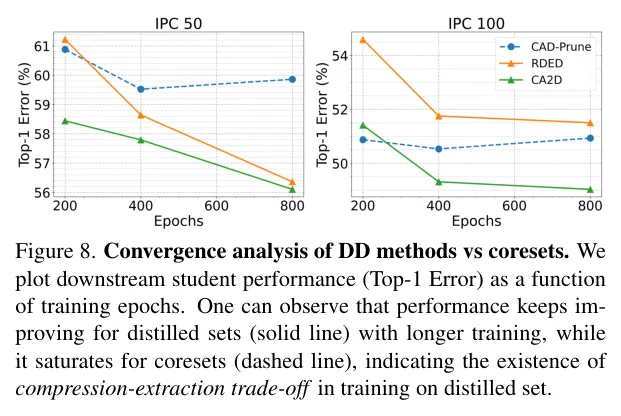 IPC 50
IPC 100
61
60
59
58
57
56
Top-1 Error (%)
200
400
600
800
Epochs
54
52
51
50
Top-1 Error (%)
200
400
600
800
Epochs
CAD-Prune
RDED
CA2D
Figure 8. Convergence analysis of DD methods vs coresets. We
plot downstream student performance (Top-1 Error) as a function
of training epochs. One can observe that performance keeps im-
proving for distilled sets (solid line) with longer training, while
it saturates for coresets (dashed line), indicating the existence of
compression-extraction trade-off in training on distilled set.